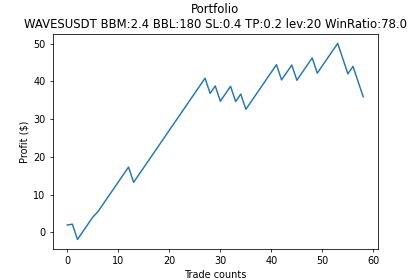 Portfolio
WAVESUSDT BBM:2.4 BBL:180 SL:0.4 TP:0.2 lev:20 WinRatio:78.0
50
40
30
20
10
0
Profit ($)
0 10 20 30 40 50 60
Trade counts